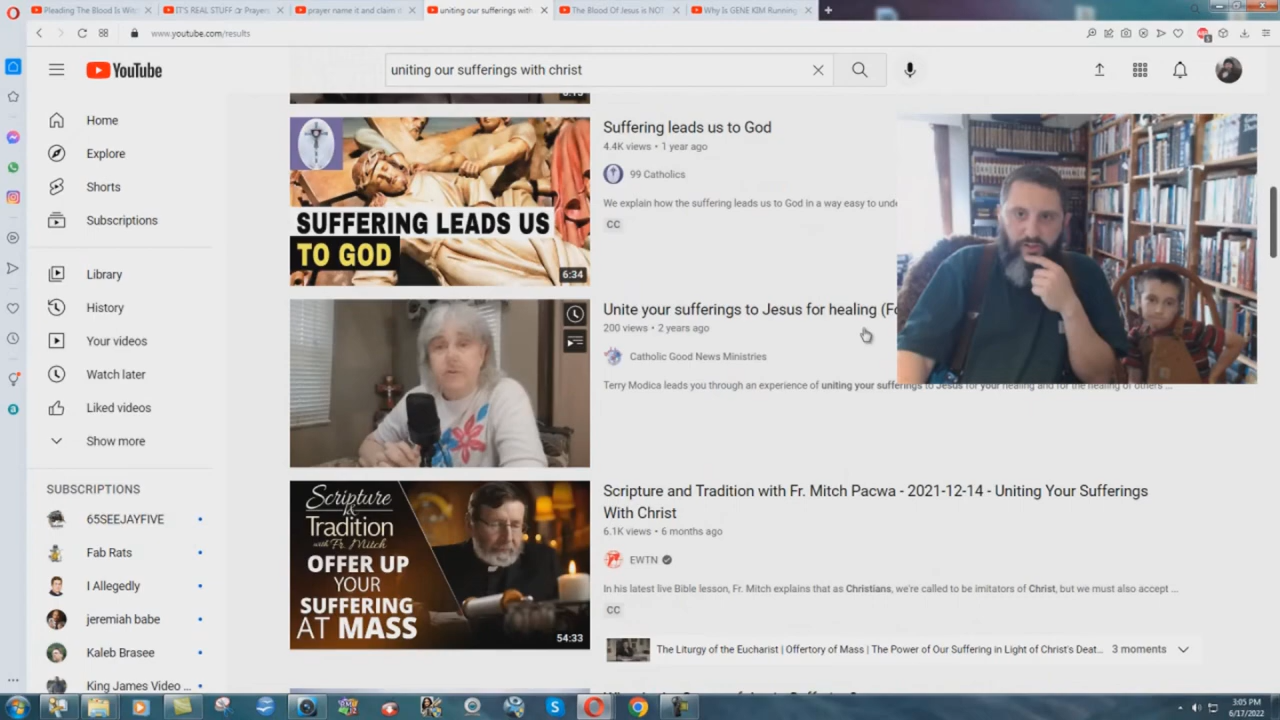 Pleading The Blood Is Witc
IT'S REAL STUFF Or Prayers
prayer name it and claim it
uniting our sufferings with
The Blood Of Jesus is NOT
Why Is GENE KIM Running
www.youtube.com/results
YouTube
uniting our sufferings with christ
Home
Explore
Shorts
Subscriptions
Library
History
Your videos
Watch later
Liked videos
Show more
SUBSCRIPTIONS
65SEEJAYFIVE
Fab Rats
I Allegedly
jeremiah babe
Kaleb Brasee
King James Video ...
SUFFERING LEADS US
TO GOD
6:34
Suffering leads us to God
4.4K views • 1 year ago
99 Catholics
We explain how the suffering leads us to God in a way easy to unde
CC
Unite your sufferings to Jesus for healing (Fo
200 views • 2 years ago
Catholic Good News Ministries
Terry Modica leads you through an experience of uniting your sufferings to Jesus for your healing and for the healing of others ...
Scripture
&
Tradition
with Fr. Mitch
OFFER UP
YOUR
SUFFERING
AT MASS
54:33
Scripture and Tradition with Fr. Mitch Pacwa - 2021-12-14 - Uniting Your Sufferings
With Christ
6.1K views • 6 months ago
EWTN
In his latest live Bible lesson, Fr. Mitch explains that as Christians, we're called to be imitators of Christ, but we must also accept ...
CC
The Liturgy of the Eucharist | Offertory of Mass | The Power of Our Suffering in Light of Christ's Deat...
3 moments
3:05 PM
6/17/2022